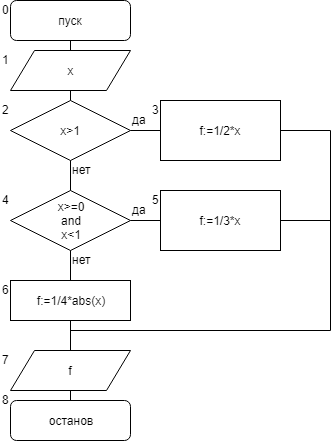 0
пуск
1
x
2
x>1
да
3
f:=1/2*x
нет
4
x>=0
and
x<1
да
5
f:=1/3*x
нет
6
f:=1/4*abs(x)
7
f
8
останов